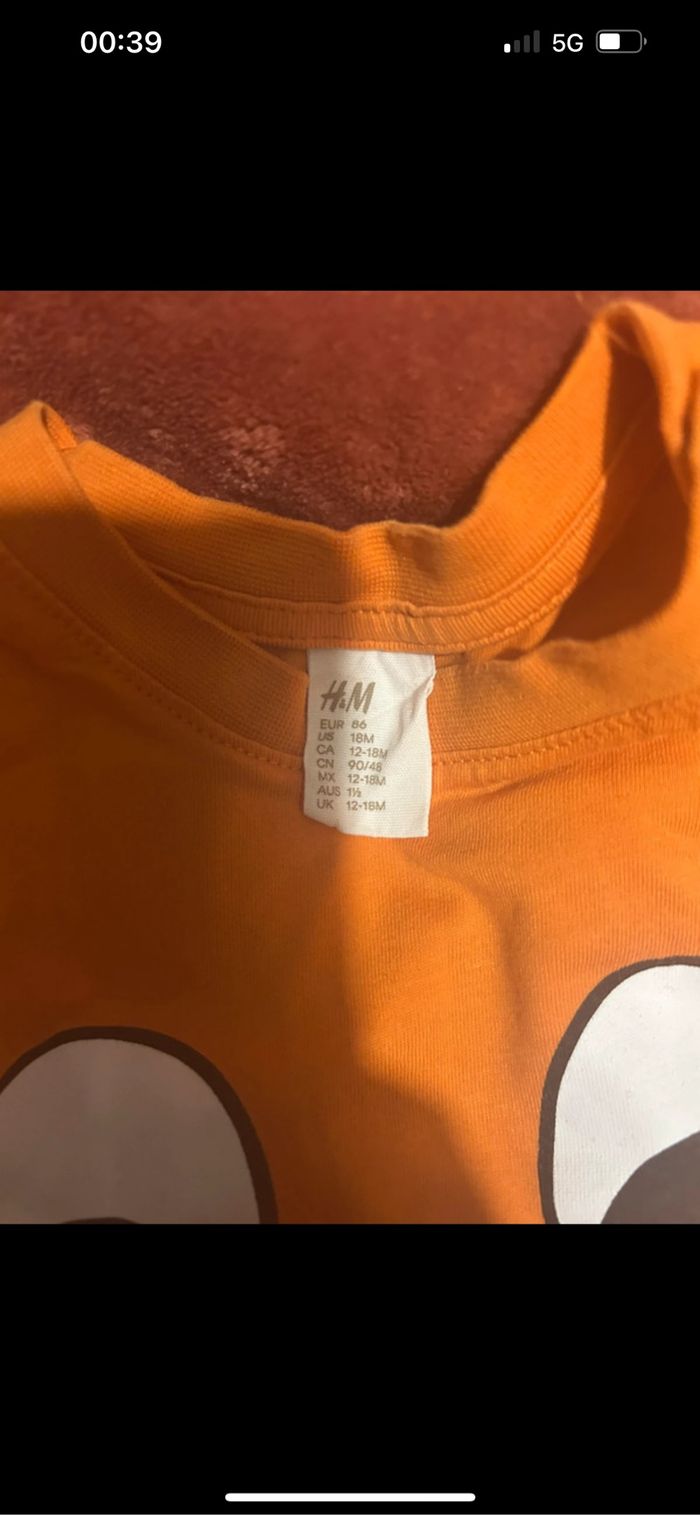 00:39 5G
H&M
EUR 86
US 18M
CA 12-18M
CN 90/48
MX 12-18M
AUS 1½
UK 12-18M